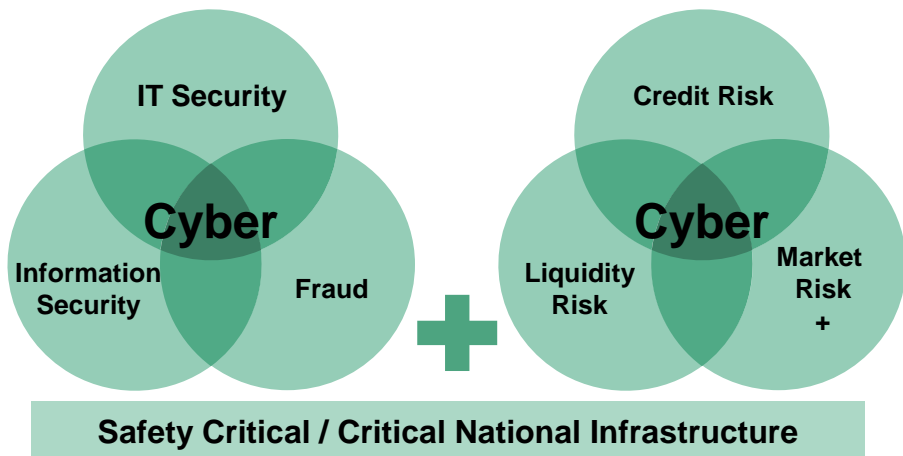 IT Security
Cyber
Information
Security
Fraud
Credit Risk
Cyber
Liquidity
Risk
Market
Risk
+
Safety Critical / Critical National Infrastructure